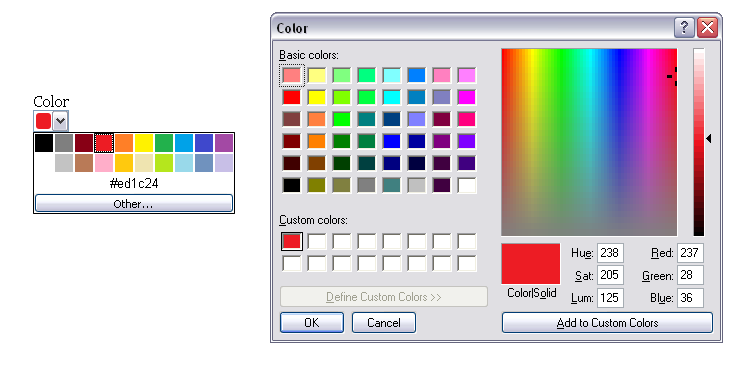 Color
#ed1c24
Other...
Color
Basic colors:
Custom colors:
Define Custom Colors >>
OK Cancel
Color|Solid
Hue: 238 Red: 237
Sat: 205 Green: 28
Lum: 125 Blue: 36
Add to Custom Colors